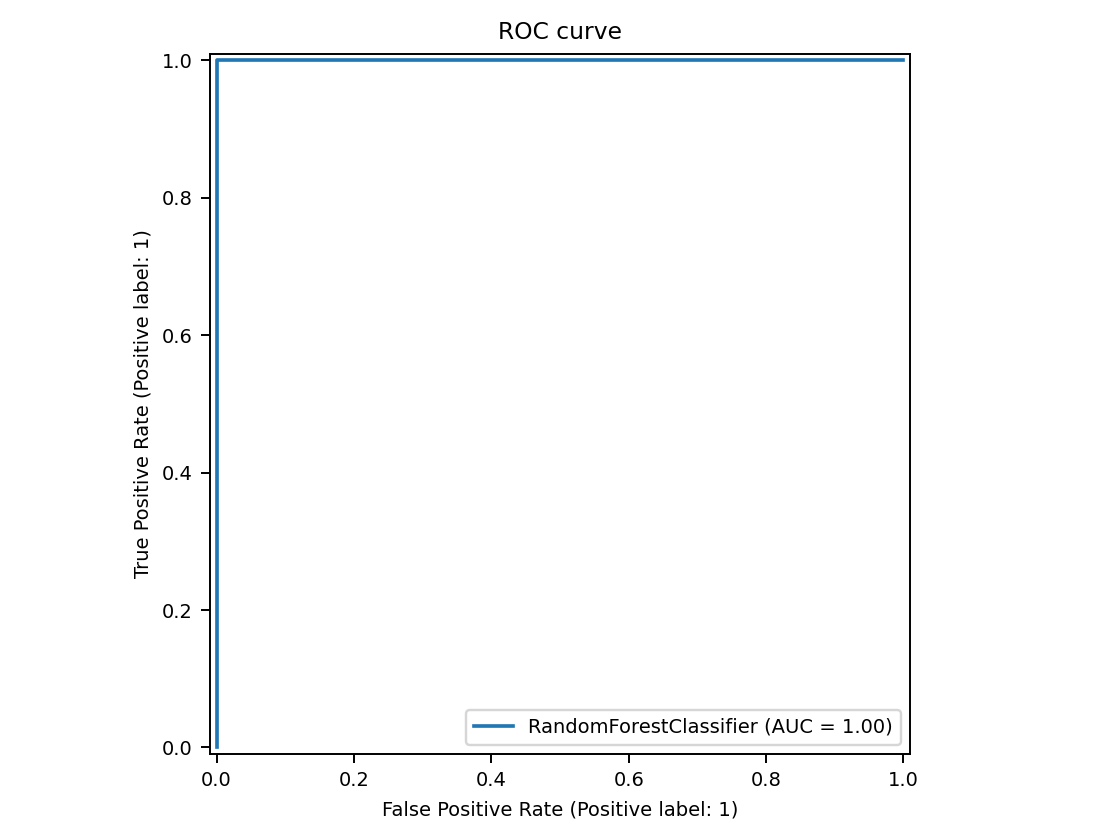 ROC curve
1.0
0.8
0.6
0.4
0.2
0.0
True Positive Rate (Positive label: 1)
RandomForestClassifier (AUC = 1.00)
0.0 0.2 0.4 0.6 0.8 1.0
False Positive Rate (Positive label: 1)